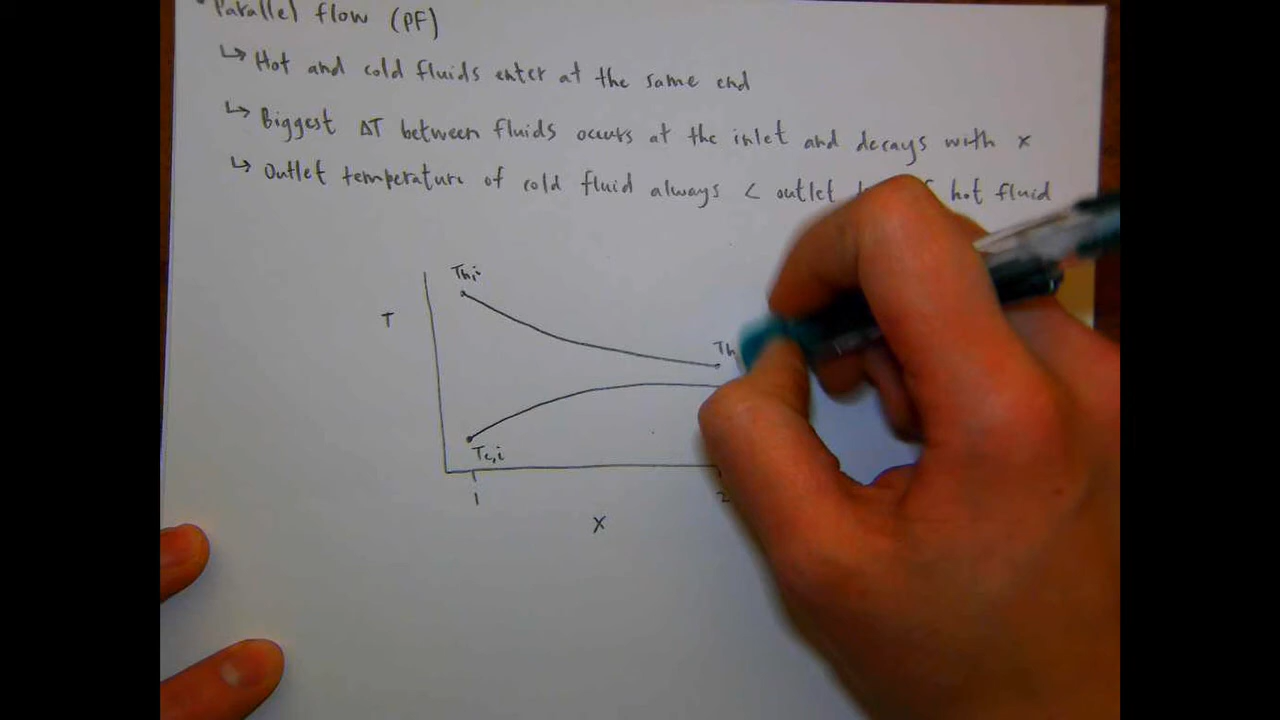 Parallel flow (PF)
↳ Hot and cold fluids enter at the same end
↳ Biggest ΔT between fluids occurs at the inlet and decays with x
↳ Outlet temperature of cold fluid always < outlet hot fluid
Th,i
T
Th
Tc,i
1
2
X